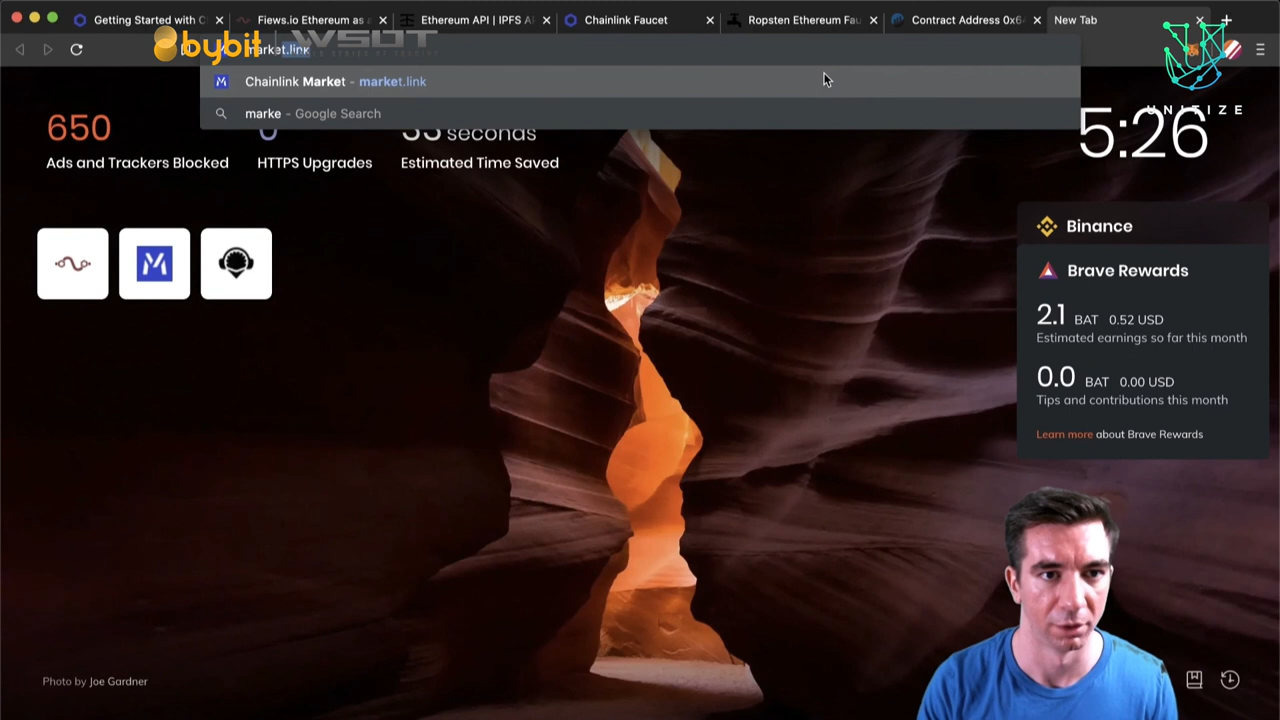 Getting Started with C
Fiews.io Ethereum as a
Ethereum API | IPFS A
Chainlink Faucet
Ropsten Ethereum Fau
Contract Address 0x6
New Tab
market.link
bybit
WSOT
Chainlink Market - market.link
marke - Google Search
UNITIZE
650
Ads and Trackers Blocked
HTTPS Upgrades
seconds
Estimated Time Saved
5:26
Binance
Brave Rewards
2.1 BAT 0.52 USD
Estimated earnings so far this month
0.0 BAT 0.00 USD
Tips and contributions this month
Learn more about Brave Rewards
Photo by Joe Gardner